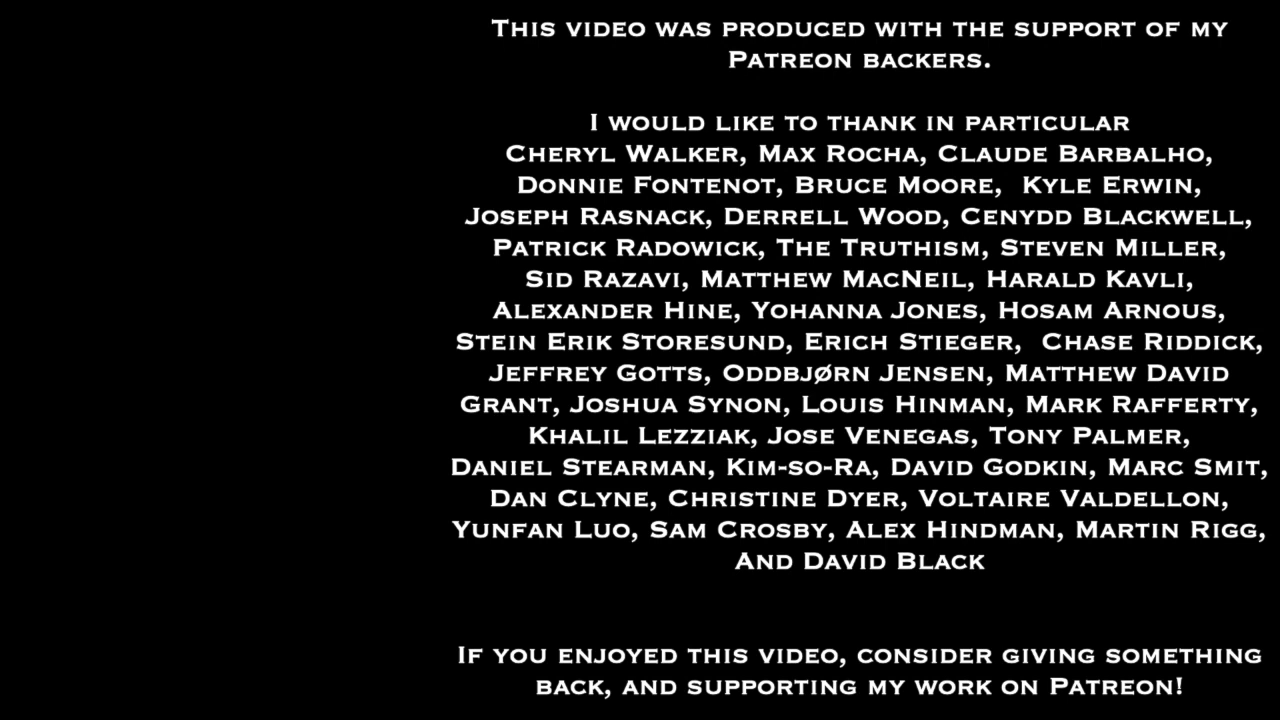 This video was produced with the support of my
Patreon backers.
I would like to thank in particular
Cheryl Walker, Max Rocha, Claude Barbalho,
Donnie Fontenot, Bruce Moore,  Kyle Erwin,
Joseph Rasnack, Derrell Wood, Cenydd Blackwell,
Patrick Radowick, The Truthism, Steven Miller,
Sid Razavi, Matthew MacNeil, Harald Kavli,
Alexander Hine, Yohanna Jones, Hosam Arnous,
Stein Erik Storesund, Erich Stieger,  Chase Riddick,
Jeffrey Gotts, Oddbjørn Jensen, Matthew David
Grant, Joshua Synon, Louis Hinman, Mark Rafferty,
Khalil Lezziak, Jose Venegas, Tony Palmer,
Daniel Stearman, Kim-so-Ra, David Godkin, Marc Smit,
Dan Clyne, Christine Dyer, Voltaire Valdellon,
Yunfan Luo, Sam Crosby, Alex Hindman, Martin Rigg,
And David Black
If you enjoyed this video, consider giving something
back, and supporting my work on Patreon!